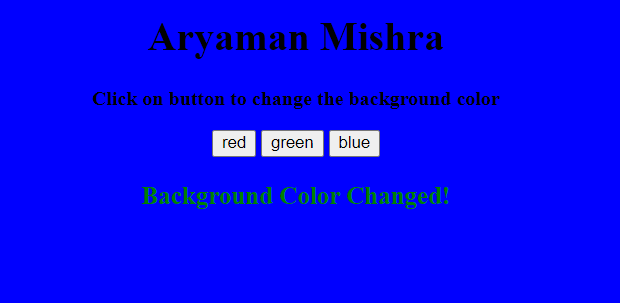 Aryaman Mishra
Click on button to change the background color
red green blue
Background Color Changed!